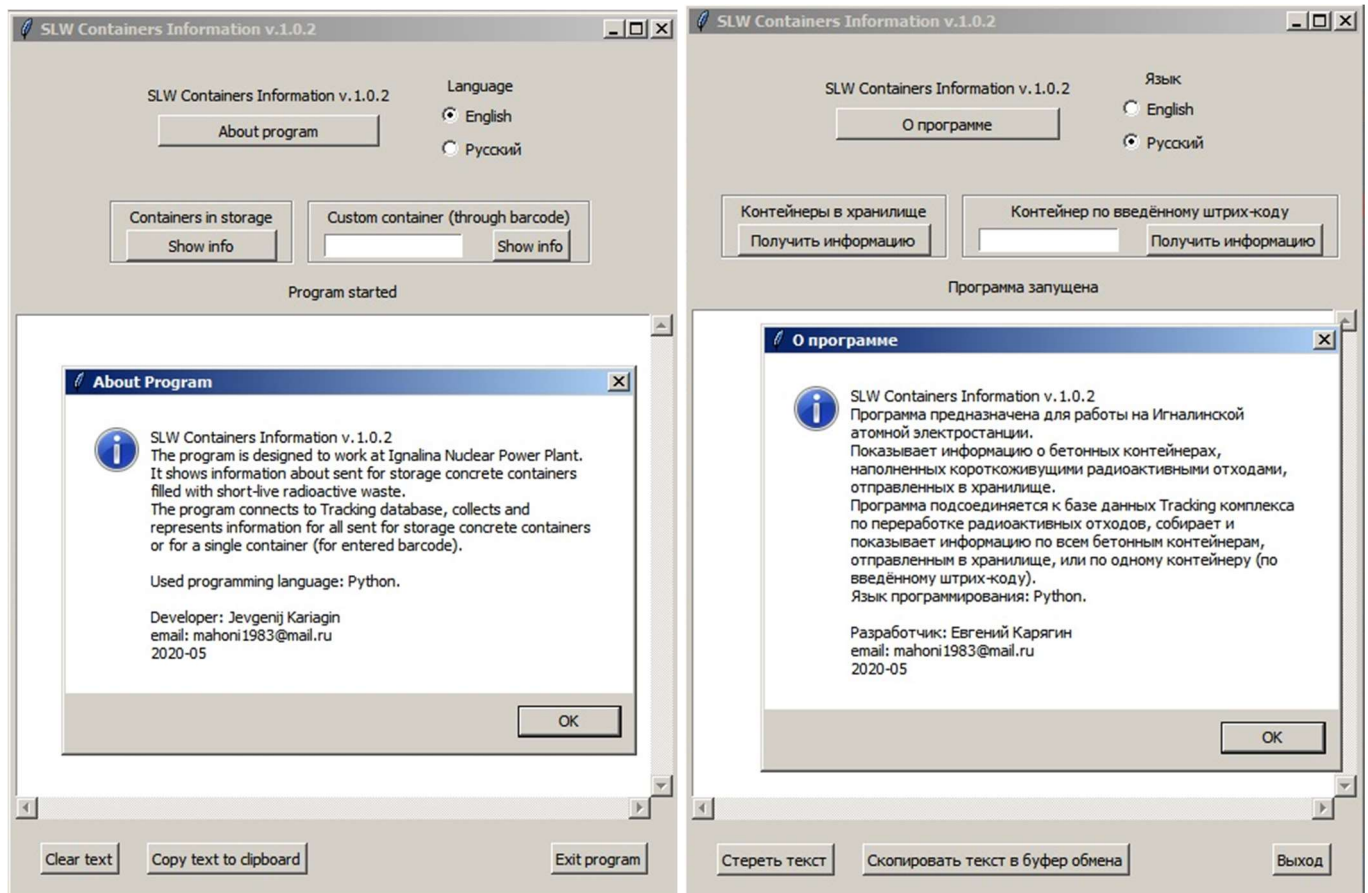 SLW Containers Information v.1.0.2
SLW Containers Information v.1.0.2
About program
Language
English
Русский
Containers in storage
Show info
Custom container (through barcode)
Show info
Program started
About Program
SLW Containers Information v.1.0.2
The program is designed to work at Ignalina Nuclear Power Plant.
It shows information about sent for storage concrete containers
filled with short-live radioactive waste.
The program connects to Tracking database, collects and
represents information for all sent for storage concrete containers
or for a single container (for entered barcode).
Used programming language: Python.
Developer: Jevgenij Kariagin
email: mahoni1983@mail.ru
2020-05
OK
Clear text
Copy text to clipboard
Exit program
SLW Containers Information v.1.0.2
SLW Containers Information v.1.0.2
О программе
Язык
English
Русский
Контейнеры в хранилище
Получить информацию
Контейнер по введённому штрих-коду
Получить информацию
Программа запущена
О программе
SLW Containers Information v.1.0.2
Программа предназначена для работы на Игналинской
атомной электростанции.
Показывает информацию о бетонных контейнерах,
наполненных короткоживущими радиоактивными отходами,
отправленных в хранилище.
Программа подсоединяется к базе данных Tracking комплекса
по переработке радиоактивных отходов, собирает и
показывает информацию по всем бетонным контейнерам,
отправленным в хранилище, или по одному контейнеру (по
введённому штрих-коду).
Язык программирования: Python.
Разработчик: Евгений Карягин
email: mahoni1983@mail.ru
2020-05
OK
Стереть текст
Скопировать текст в буфер обмена
Выход